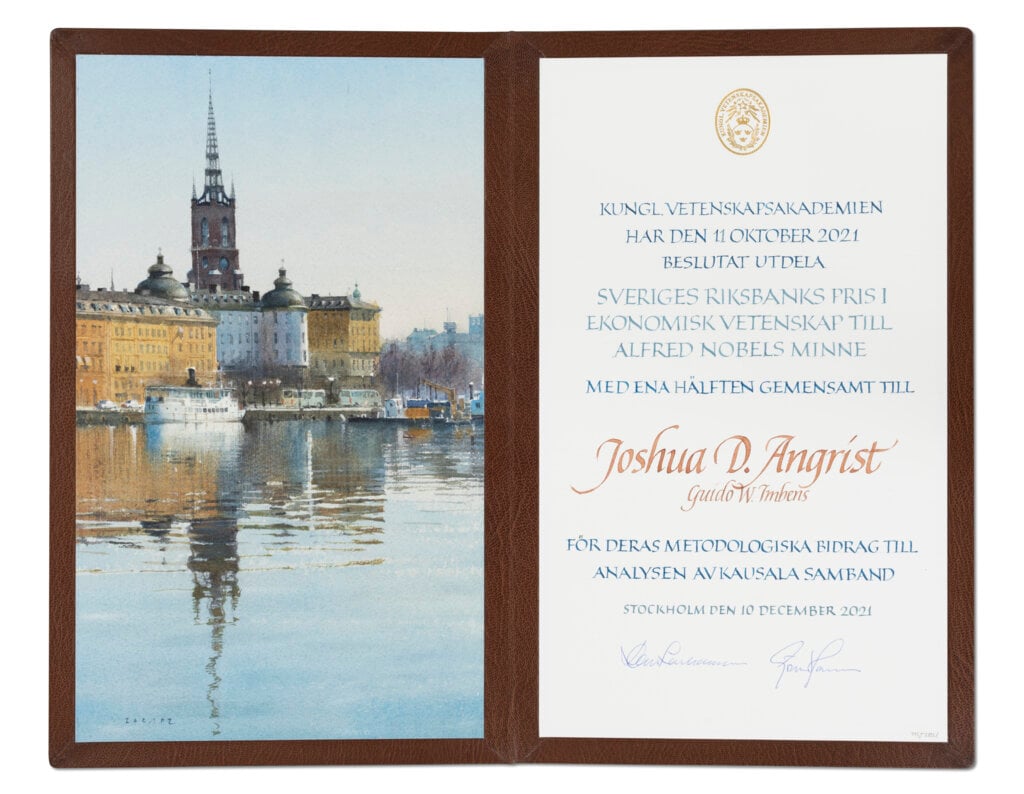 KUNGL. VETENSKAPSAKADEMIEN
KUNGL. VETENSKAPSAKADEMIEN
HAR DEN 11 OKTOBER 2021
BESLUTAT UTDELA
SVERIGES RIKSBANKS PRIS I
EKONOMISK VETENSKAP TILL
ALFRED NOBELS MINNE
MED ENA HÄLFTEN GEMENSAMT TILL
Joshua D. Angrist
Guido W. Imbens
FÖR DERAS METODOLOGISKA BIDRAG TILL
ANALYSEN AV KAUSALA SAMBAND
STOCKHOLM DEN 10 DECEMBER 2021